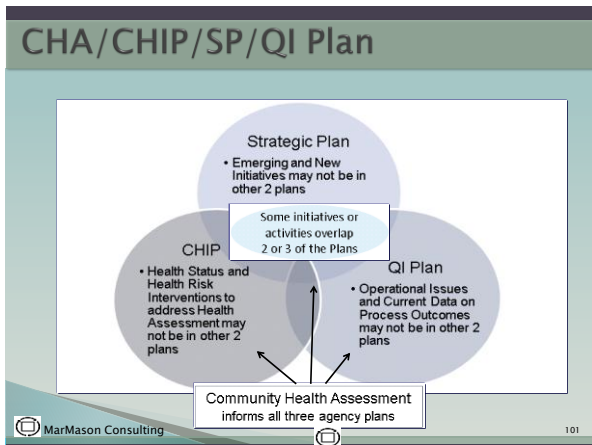 CHA/CHIP/SP/QI Plan
Strategic Plan
• Emerging and New
Initiatives may not be in
other 2 plans
Some initiatives or
activities overlap
2 or 3 of the Plans
CHIP
• Health Status and
Health Risk
Interventions to
address Health
Assessment may
not be in other 2
plans
QI Plan
• Operational Issues
and Current Data on
Process Outcomes
may not be in other 2
plans
Community Health Assessment
informs all three agency plans
MarMason Consulting
101